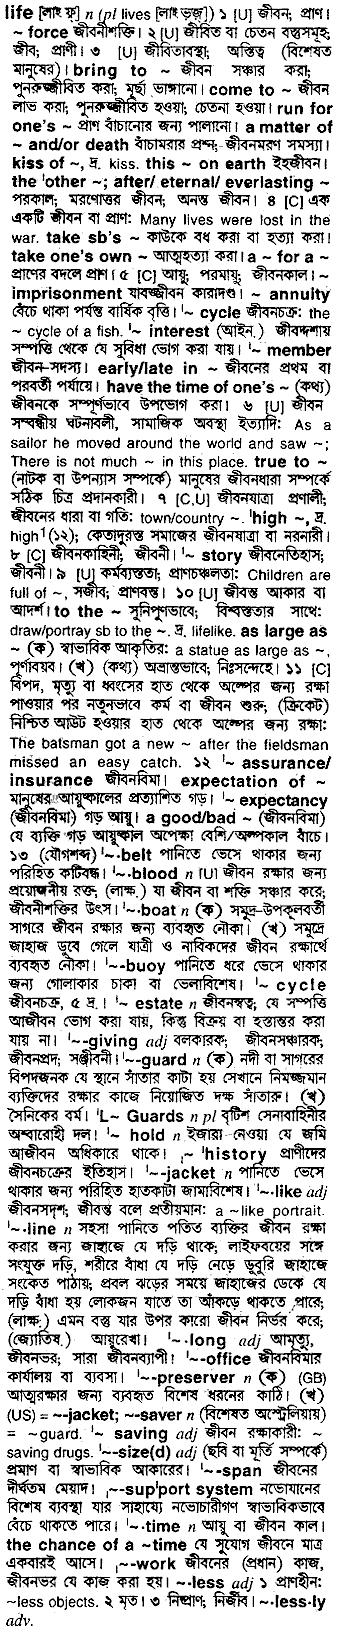 life [লাইফ্] n (pl lives [লাইভ্‌জ্]) ১ [U] জীবন; প্রাণ।
~ force জীবনীশক্তি। ২ [U] জীবিত বা চেতন বস্তুসমূহ;
জীব; প্রাণী। ৩ [U] জীবিতাবস্থা; অস্তিত্ব (বিশেষত
মানুষের)। bring to ~ জীবন সঞ্চার করা;
পুনরুজ্জীবিত করা; মূর্ছা ভাঙ্গানো। come to ~ জীবন
লাভ করা; পুনরুজ্জীবিত হওয়া; চেতনা হওয়া। run for
one's ~ প্রাণ বাঁচানোর জন্য পালানো। a matter of
~ and/or death বাঁচামরার প্রশ্ন; জীবনমরণ সমস্যা।
kiss of ~, দ্র. kiss. this ~ on earth ইহজীবন।
the ˈother ~; after/ eternal/ everlasting ~
পরকাল; মরণোত্তর জীবন; অনন্ত জীবন। ৪ [C] এক
একটি জীবন বা প্রাণ: Many lives were lost in the
war. take sb's ~ কাউকে বধ করা বা হত্যা করা।
take one's own ~ আত্মহত্যা করা। a ~ for a ~
প্রাণের বদলে প্রাণ। ৫ [C] আয়ু; পরমায়ু; জীবনকাল। ~
imprisonment যাবজ্জীবন কারাদণ্ড। ~ annuity
বেঁচে থাকা পর্যন্ত বার্ষিক বৃত্তি। ˈ~ cycle জীবনচক্র: the
~ cycle of a fish. ˈ~ interest (আইন.) জীবদ্দশায়
সম্পত্তি থেকে যে সুবিধা ভোগ করা যায়। ˈ~ member
জীবন-সদস্য। early/late in ~ জীবনের প্রথম বা
পরবর্তী পর্যায়ে। have the time of one's ~ (কথ্য)
জীবনকে সম্পূর্ণভাবে উপভোগ করা। ৬ [U] জীবন
সম্বন্ধীয় ঘটনাবলী, সামাজিক অবস্থা ইত্যাদি: As a
sailor he moved around the world and saw ~;
There is not much ~ in this place. true to ~
(নাটক বা উপন্যাস সম্পর্কে) মানুষের জীবনধারা সম্পর্কে
সঠিক চিত্র প্রদানকারী। ৭ [C,U] জীবনযাত্রা প্রণালী;
জীবনের ধারা বা গতি: town/country ~. ˈhigh ~, দ্র.
high¹ (১২); কেতাদুরস্ত সমাজের জীবনযাত্রা বা নরনারী।
৮ [C] জীবনকাহিনী; জীবনী। ˈ~ story জীবনেতিহাস;
জীবনী। ৯ [U] কর্মব্যস্ততা; প্রাণচঞ্চলতা: Children are
full of ~, সজীব; প্রাণবন্ত। ১০ [U] জীবন্ত আকার বা
আদর্শ। to the ~ সুনিপুণভাবে; বিশ্বস্ততার সাথে:
draw/portray sb to the ~. দ্র. lifelike. as large as
~ (ক) স্বাভাবিক আকৃতির: a statue as large as ~,
পূর্ণাবয়ব। (খ) (কথ্য) অভ্রান্তভাবে; নিঃসন্দেহে। ১১ [C]
বিপদ, মৃত্যু বা ধ্বংসের হাত থেকে অল্পের জন্য রক্ষা
পাওয়ার পর নতুনভাবে কর্ম বা জীবন শুরু; (ক্রিকেট)
নিশ্চিত আউট হওয়ার হাত থেকে অল্পের জন্য রক্ষা:
The batsman got a new ~ after the fieldsman
missed an easy catch. ১২ ˈ~ assurance/
insurance জীবনবিমা। expectation of ~
মানুষের আয়ুষ্কালের প্রত্যাশিত গড়। ˈ~ expectancy
(জীবনবিমা) গড় আয়ু। a good/bad ~ (জীবনবিমা)
যে ব্যক্তি গড় আয়ুষ্কাল অপেক্ষা বেশি/অল্পকাল বাঁচে।
১৩ (যৌগশব্দ) ˈ~-belt পানিতে ভেসে থাকার জন্য
পরিহিত কটিবন্ধ। ˈ~-blood n [U] জীবন রক্ষার জন্য
প্রয়োজনীয় রক্ত; (লাক্ষ.) যা জীবন বা শক্তি সঞ্চার করে;
জীবনীশক্তির উৎস। ˈ~-boat n (ক) সমুদ্র-উপকূলবর্তী
সাগরে জীবন রক্ষার জন্য ব্যবহৃত নৌকা। (খ) সমুদ্রে
জাহাজ ডুবে গেলে যাত্রী ও নাবিকদের জীবন রক্ষার্থে
ব্যবহৃত নৌকা। ˈ~-buoy পানিতে ধরে ভেসে থাকার
জন্য গোলাকার চাকা বা ভেলাবিশেষ। ˈ~ cycle
জীবনচক্র, ৫ দ্র.। ~ estate n জীবনস্বত্ব; যে সম্পত্তি
আজীবন ভোগ করা যায়, কিন্তু বিক্রয় বা হস্তান্তর করা
যায় না। ˈ~-giving adj বলকারক; জীবনসঞ্চারক;
জীবনপ্রদ; সঞ্জীবনী। ˈ~-guard n (ক) নদী বা সাগরের
বিপদজনক যে স্থানে সাঁতার কাটা হয় সেখানে নিমজ্জমান
ব্যক্তিদের রক্ষার কাজে নিয়োজিত দক্ষ সাঁতারু। (খ)
সৈনিকের বর্ম। ˈL~ Guards n pl বৃটিশ সেনাবাহিনীর
অশ্বারোহী দল। ~ hold n ইজারা নেওয়া যে জমি
আজীবন অধিকারে থাকে। ˌ~ ˈhistory প্রাণীদের
জীবনচক্রের ইতিহাস। ˈ~-jacket n পানিতে ভেসে
থাকার জন্য পরিহিত হাতকাটা জামাবিশেষ। ˈ~·like adj
জীবনসদৃশ; জীবন্ত বলে প্রতীয়মান: a ~like portrait.
ˈ~·line n সহসা পানিতে পতিত ব্যক্তির জীবন রক্ষা
করার জন্য জাহাজে যে দড়ি থাকে; লাইফবয়ের সঙ্গে
সংযুক্ত দড়ি, শরীরে বাঁধা যে দড়ি নেড়ে ডুবুরি জাহাজে
সংকেত পাঠায়; প্রবল ঝড়ের সময়ে জাহাজের ডেকে যে
দড়ি বাঁধা হয় লোকজন যাতে তা আঁকড়ে থাকতে পারে;
(লাক্ষ.) এমন বস্তু যার উপর কারো জীবন নির্ভর করে;
(জ্যোতিষ.) আয়ুরেখা। ˈ~·long adj আমৃত্যু,
জীবনভর; সারা জীবনব্যাপী। ˈ~-office জীবনবিমার
কার্যালয় বা ব্যবসা। ˈ~-preserver n (ক) (GB)
আত্মরক্ষার জন্য ব্যবহৃত বিশেষ ধরনের কাঠি। (খ)
(US) = ~-jacket; ~-saver n (বিশেষত অস্ট্রেলিয়ায়)
= ~guard. ˈ~ saving adj জীবন রক্ষাকারী: ~
saving drugs. ˈ~-size(d) adj (ছবি বা মূর্তি সম্পর্কে)
প্রমাণ বা স্বাভাবিক আকারের। ˈ~-span জীবনের
দীর্ঘতম মেয়াদ। ˌ~-supˈport system নভোযানের
বিশেষ ব্যবস্থা যার সাহায্যে নভোচারীগণ স্বাভাবিকভাবে
বেঁচে থাকতে পারে। ˈ~·time n আয়ু বা জীবন কাল।
the chance of a ~time যে সুযোগ জীবনে মাত্র
একবারই আসে। ˌ~-work জীবনের (প্রধান) কাজ,
জীবনভর যে কাজ করা হয়। ~·less adj ১ প্রাণহীন:
~less objects. ২ মৃত। ৩ নিষ্প্রাণ; নির্জীব। ~·less·ly
adv.